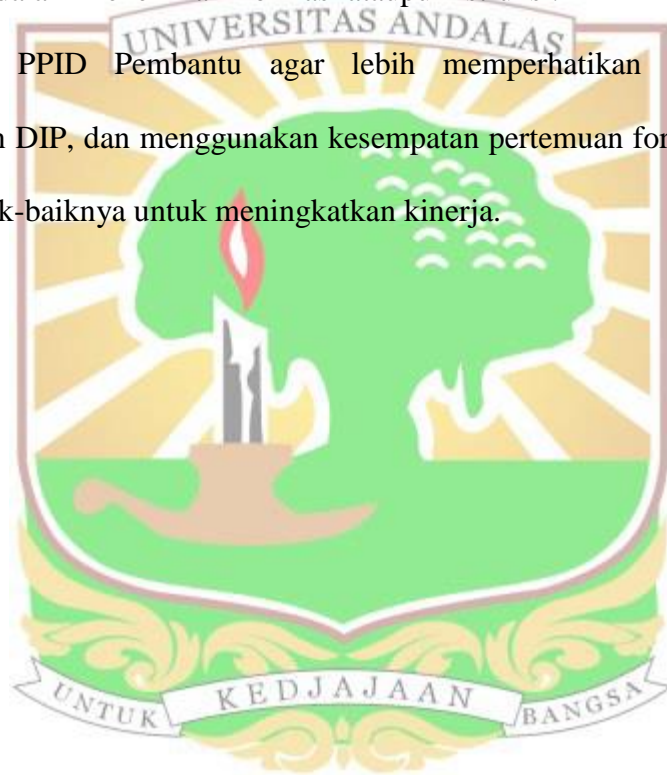 UNIVERSITAS ANDALAS
PPID Pembantu agar lebih memperhatikan
DIP, dan menggunakan kesempatan pertemuan
k-baiknya untuk meningkatkan kinerja.
UNTUK KEDJAJAAN BANGSA